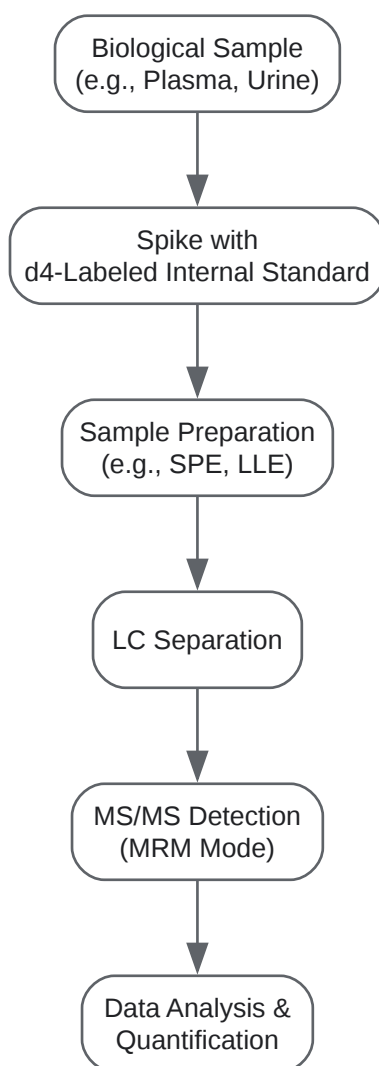 Biological Sample
(e.g., Plasma, Urine)
Spike with
d4-Labeled Internal Standard
Sample Preparation
(e.g., SPE, LLE)
LC Separation
MS/MS Detection
(MRM Mode)
Data Analysis &
Quantification